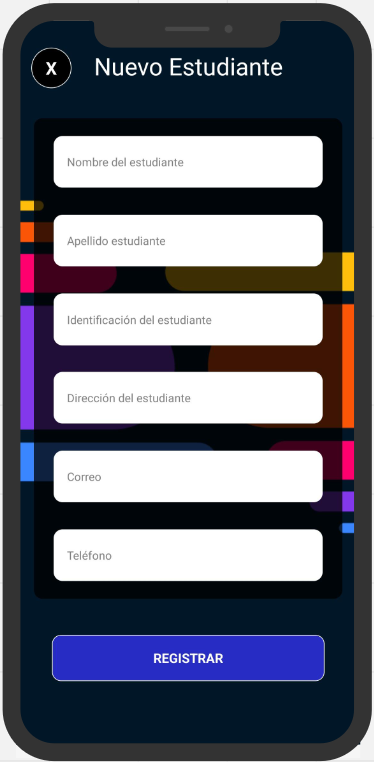 X
Nuevo Estudiante
Nombre del estudiante
Apellido estudiante
Identificación del estudiante
Dirección del estudiante
Correo
Teléfono
REGISTRAR